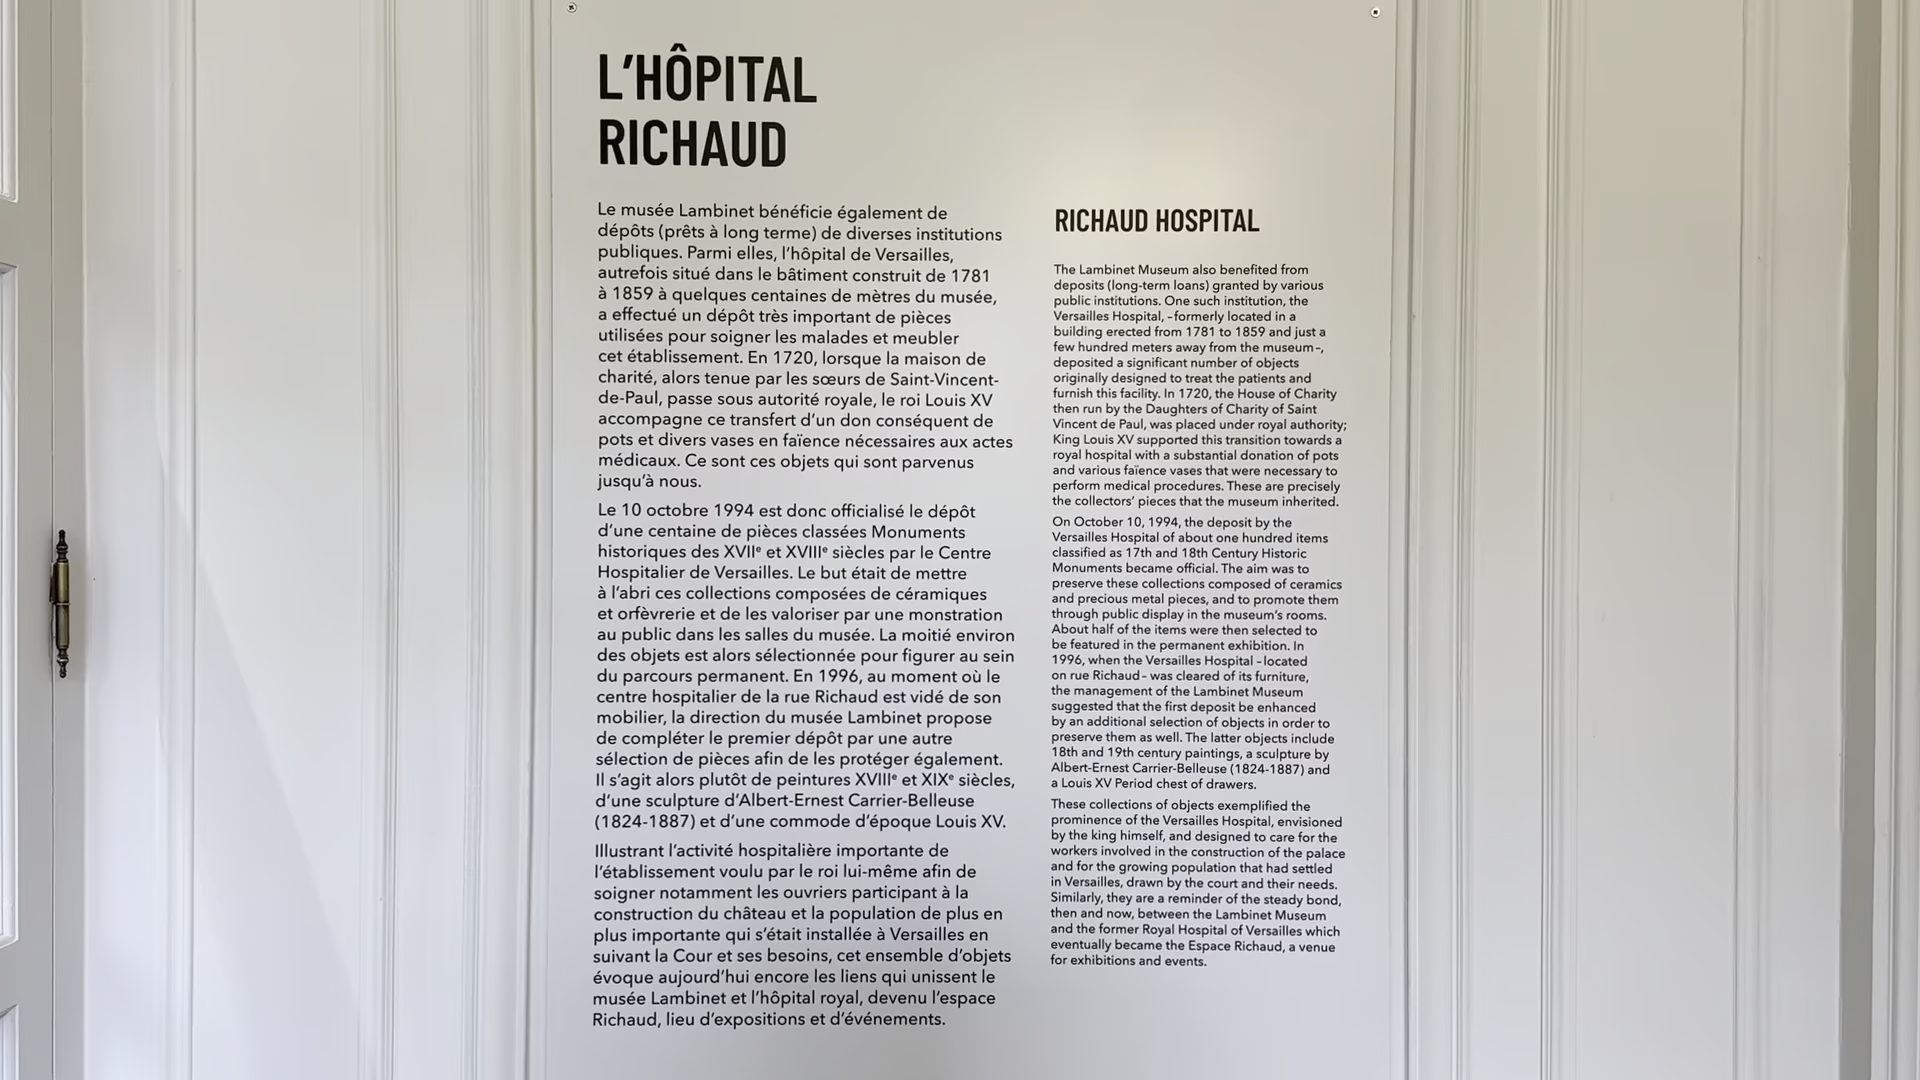 L'HÔPITAL
RICHAUD
Le musée Lambinet bénéficie également de
dépôts (prêts à long terme) de diverses institutions
publiques. Parmi elles, l'hôpital de Versailles,
autrefois situé dans le bâtiment construit de 1781
à 1859 à quelques centaines de mètres du musée,
a effectué un dépôt très important de pièces
utilisées pour soigner les malades et meubler
cet établissement. En 1720, lorsque la maison de
charité, alors tenue par les sœurs de Saint-Vincent-
de-Paul, passe sous autorité royale, le roi Louis XV
accompagne ce transfert d'un don conséquent de
pots et divers vases en faïence nécessaires aux actes
médicaux. Ce sont ces objets qui sont parvenus
jusqu'à nous.
Le 10 octobre 1994 est donc officialisé le dépôt
d'une centaine de pièces classées Monuments
historiques des XVIIᵉ et XVIIIᵉ siècles par le Centre
Hospitalier de Versailles. Le but était de mettre
à l'abri ces collections composées de céramiques
et orfèvrerie et de les valoriser par une monstration
au public dans les salles du musée. La moitié environ
des objets est alors sélectionnée pour figurer au sein
du parcours permanent. En 1996, au moment où le
centre hospitalier de la rue Richaud est vidé de son
mobilier, la direction du musée Lambinet propose
de compléter le premier dépôt par une autre
sélection de pièces afin de les protéger également.
Il s'agit alors plutôt de peintures XVIIIᵉ et XIXᵉ siècles,
d'une sculpture d'Albert-Ernest Carrier-Belleuse
(1824-1887) et d'une commode d'époque Louis XV.
Illustrant l'activité hospitalière importante de
l'établissement voulu par le roi lui-même afin de
soigner notamment les ouvriers participant à la
construction du château et la population de plus en
plus importante qui s'était installée à Versailles en
suivant la Cour et ses besoins, cet ensemble d'objets
évoque aujourd'hui encore les liens qui unissent le
musée Lambinet et l'hôpital royal, devenu l'espace
Richaud, lieu d'expositions et d'événements.
RICHAUD HOSPITAL
The Lambinet Museum also benefited from
deposits (long-term loans) granted by various
public institutions. One such institution, the
Versailles Hospital, –formerly located in a
building erected from 1781 to 1859 and just a
few hundred meters away from the museum–,
deposited a significant number of objects
originally designed to treat the patients and
furnish this facility. In 1720, the House of Charity
then run by the Daughters of Charity of Saint
Vincent de Paul, was placed under royal authority;
King Louis XV supported this transition towards a
royal hospital with a substantial donation of pots
and various faïence vases that were necessary to
perform medical procedures. These are precisely
the collectors' pieces that the museum inherited.
On October 10, 1994, the deposit by the
Versailles Hospital of about one hundred items
classified as 17th and 18th Century Historic
Monuments became official. The aim was to
preserve these collections composed of ceramics
and precious metal pieces, and to promote them
through public display in the museum's rooms.
About half of the items were then selected to
be featured in the permanent exhibition. In
1996, when the Versailles Hospital –located
on rue Richaud– was cleared of its furniture,
the management of the Lambinet Museum
suggested that the first deposit be enhanced
by an additional selection of objects in order to
preserve them as well. The latter objects include
18th and 19th century paintings, a sculpture by
Albert-Ernest Carrier-Belleuse (1824-1887) and
a Louis XV Period chest of drawers.
These collections of objects exemplified the
prominence of the Versailles Hospital, envisioned
by the king himself, and designed to care for the
workers involved in the construction of the palace
and for the growing population that had settled
in Versailles, drawn by the court and their needs.
Similarly, they are a reminder of the steady bond,
then and now, between the Lambinet Museum
and the former Royal Hospital of Versailles which
eventually became the Espace Richaud, a venue
for exhibitions and events.